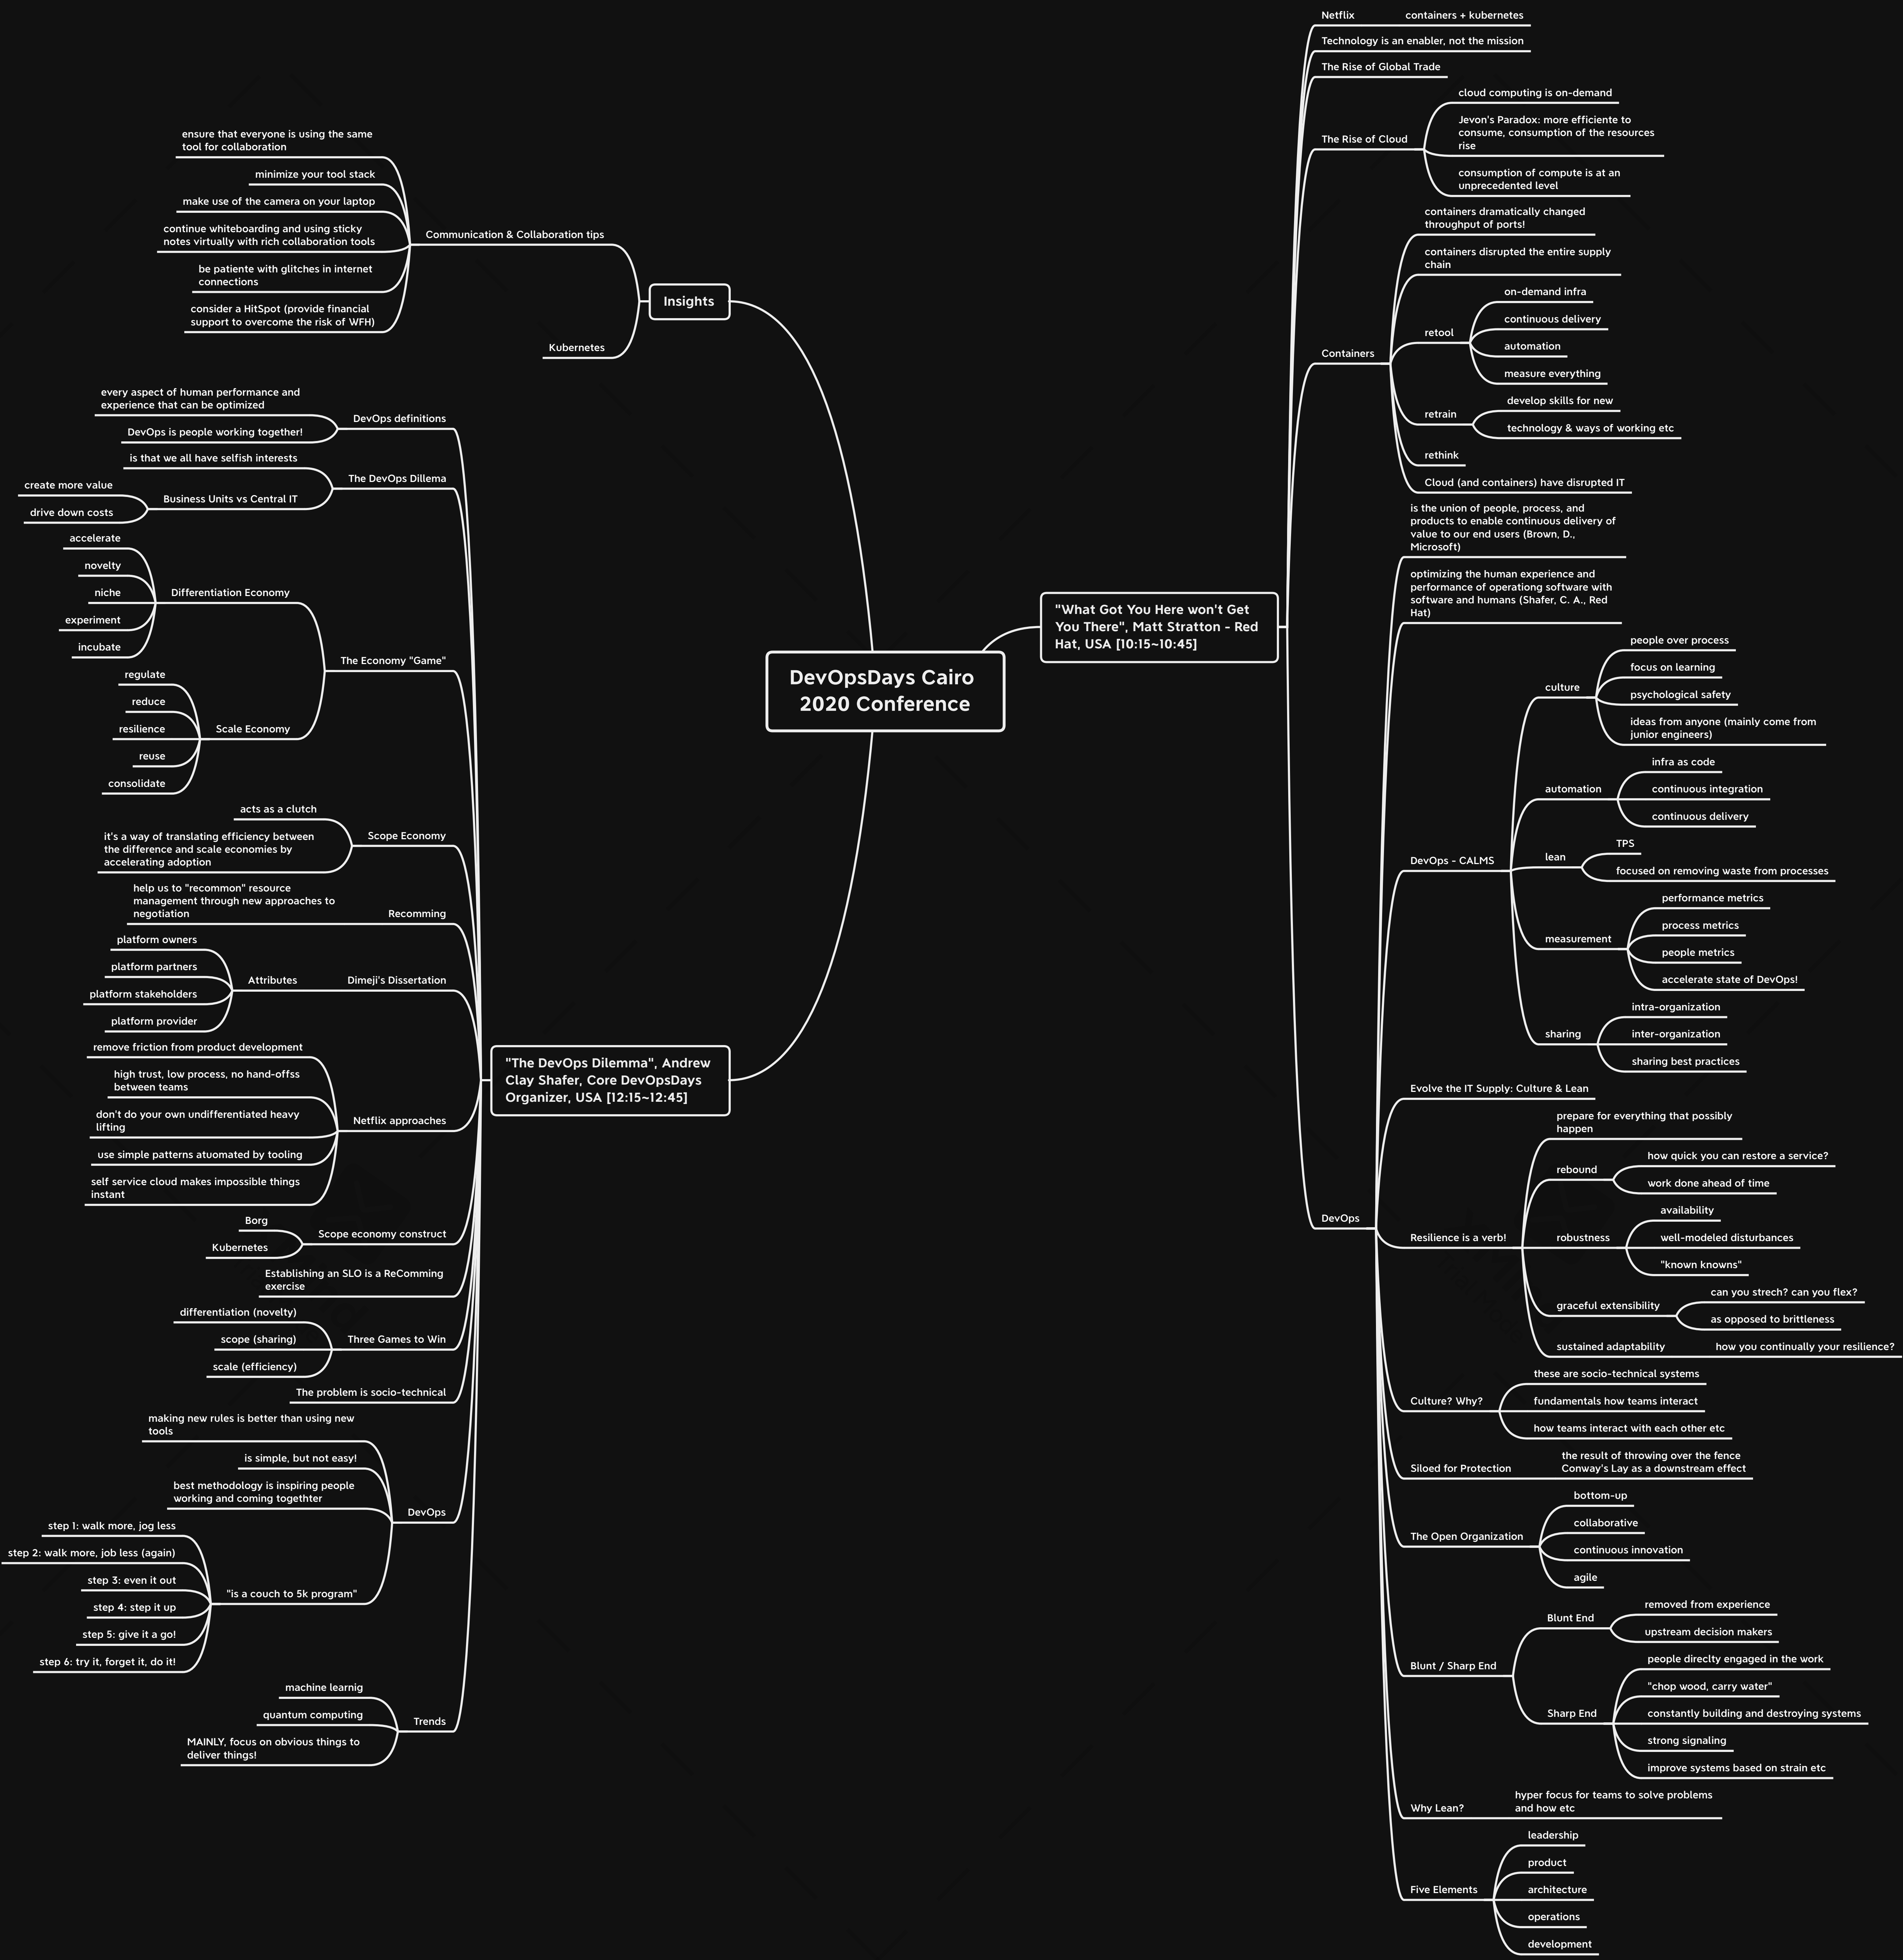 DevOpsDays Cairo
2020 Conference
"What Got You Here won't Get
You There", Matt Stratton - Red
Hat, USA [10:15~10:45]
Netflix
containers + kubernetes
Technology is an enabler, not the mission
The Rise of Global Trade
The Rise of Cloud
cloud computing is on-demand
Jevon's Paradox: more efficiente to
consume, consumption of the resources
rise
consumption of compute is at an
unprecedented level
Containers
containers dramatically changed
throughput of ports!
containers disrupted the entire supply
chain
retool
on-demand infra
continuous delivery
automation
measure everything
retrain
develop skills for new
technology & ways of working etc
rethink
Cloud (and containers) have disrupted IT
DevOps
is the union of people, process, and
products to enable continuous delivery of
value to our end users (Brown, D.,
Microsoft)
optimizing the human experience and
performance of operationg software with
software and humans (Shafer, C. A., Red
Hat)
DevOps - CALMS
culture
people over process
focus on learning
psychological safety
ideas from anyone (mainly come from
junior engineers)
automation
infra as code
continuous integration
continuous delivery
lean
TPS
focused on removing waste from processes
measurement
performance metrics
process metrics
people metrics
accelerate state of DevOps!
sharing
intra-organization
inter-organization
sharing best practices
Evolve the IT Supply: Culture & Lean
Resilience is a verb!
prepare for everything that possibly
happen
rebound
how quick you can restore a service?
work done ahead of time
robustness
availability
well-modeled disturbances
"known knowns"
graceful extensibility
can you strech? can you flex?
as opposed to brittleness
sustained adaptability
how you continually your resilience?
Culture? Why?
these are socio-technical systems
fundamentals how teams interact
how teams interact with each other etc
Siloed for Protection
the result of throwing over the fence
Conway's Lay as a downstream effect
The Open Organization
bottom-up
collaborative
continuous innovation
agile
Blunt / Sharp End
Blunt End
removed from experience
upstream decision makers
Sharp End
people direclty engaged in the work
"chop wood, carry water"
constantly building and destroying systems
strong signaling
improve systems based on strain etc
Why Lean?
hyper focus for teams to solve problems
and how etc
Five Elements
leadership
product
architecture
operations
development
Insights
Communication & Collaboration tips
ensure that everyone is using the same
tool for collaboration
minimize your tool stack
make use of the camera on your laptop
continue whiteboarding and using sticky
notes virtually with rich collaboration tools
be patiente with glitches in internet
connections
consider a HitSpot (provide financial
support to overcome the risk of WFH)
Kubernetes
"The DevOps Dilemma", Andrew
Clay Shafer, Core DevOpsDays
Organizer, USA [12:15~12:45]
DevOps definitions
every aspect of human performance and
experience that can be optimized
DevOps is people working together!
The DevOps Dillema
is that we all have selfish interests
Business Units vs Central IT
create more value
drive down costs
The Economy "Game"
Differentiation Economy
accelerate
novelty
niche
experiment
incubate
Scale Economy
regulate
reduce
resilience
reuse
consolidate
Scope Economy
acts as a clutch
it's a way of translating efficiency between
the difference and scale economies by
accelerating adoption
Recomming
help us to "recommon" resource
management through new approaches to
negotiation
Dimeji's Dissertation
Attributes
platform owners
platform partners
platform stakeholders
platform provider
Netflix approaches
remove friction from product development
high trust, low process, no hand-offss
between teams
don't do your own undifferentiated heavy
lifting
use simple patterns atuomated by tooling
self service cloud makes impossible things
instant
Scope economy construct
Borg
Kubernetes
Establishing an SLO is a ReComming
exercise
Three Games to Win
differentiation (novelty)
scope (sharing)
scale (efficiency)
The problem is socio-technical
DevOps
making new rules is better than using new
tools
is simple, but not easy!
best methodology is inspiring people
working and coming togethter
"is a couch to 5k program"
step 1: walk more, jog less
step 2: walk more, job less (again)
step 3: even it out
step 4: step it up
step 5: give it a go!
step 6: try it, forget it, do it!
Trends
machine learnig
quantum computing
MAINLY, focus on obvious things to
deliver things!